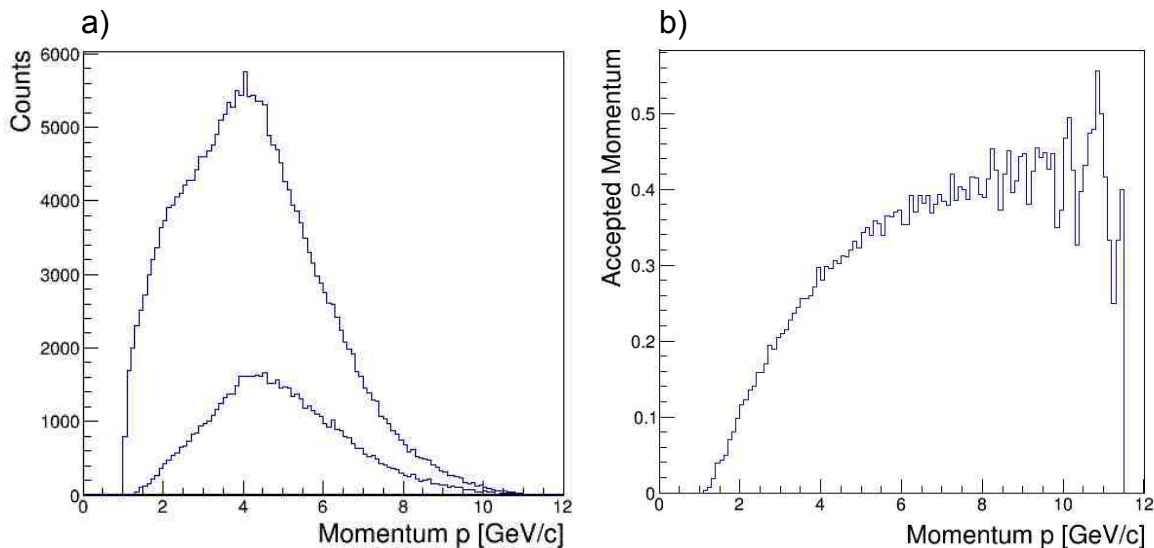 a)
Counts
6000
5000
4000
3000
2000
1000
0
0 2 4 6 8 10 12
Momentum p [GeV/c]
b)
Accepted Momentum
0.5
0.4
0.3
0.2
0.1
0
0 2 4 6 8 10 12
Momentum p [GeV/c]